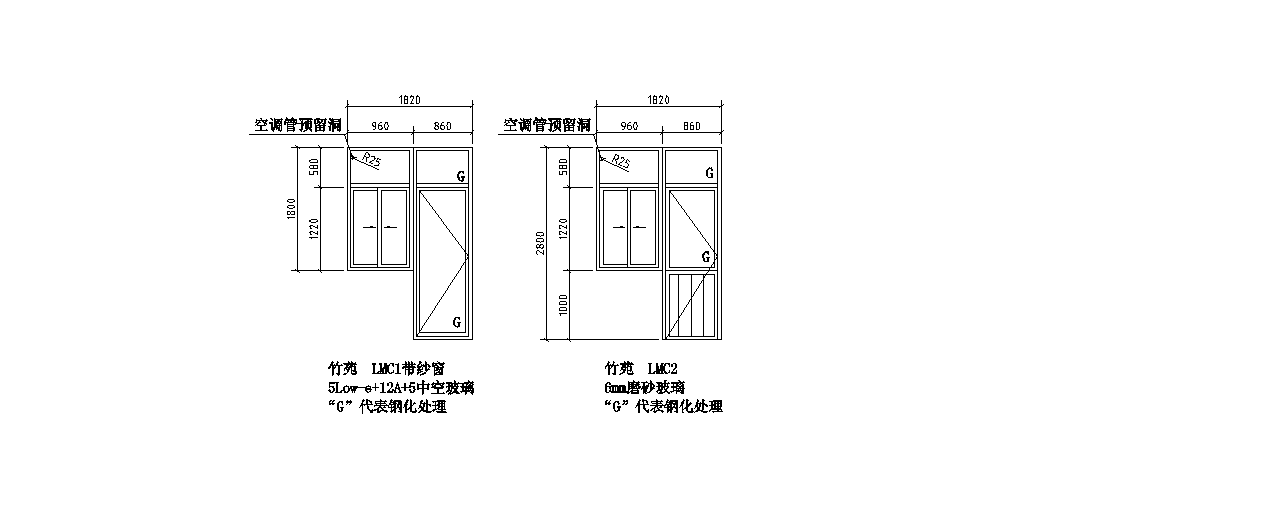 1820
空调管预留洞
960
860
R25
G
580
1220
1800
G
竹苑 LMC1带纱窗
5Low-e+12A+5中空玻璃
“G”代表钢化处理
1820
空调管预留洞
960
860
R25
G
580
1220
2800
G
1000
竹苑 LMC2
6mm磨砂玻璃
“G”代表钢化处理